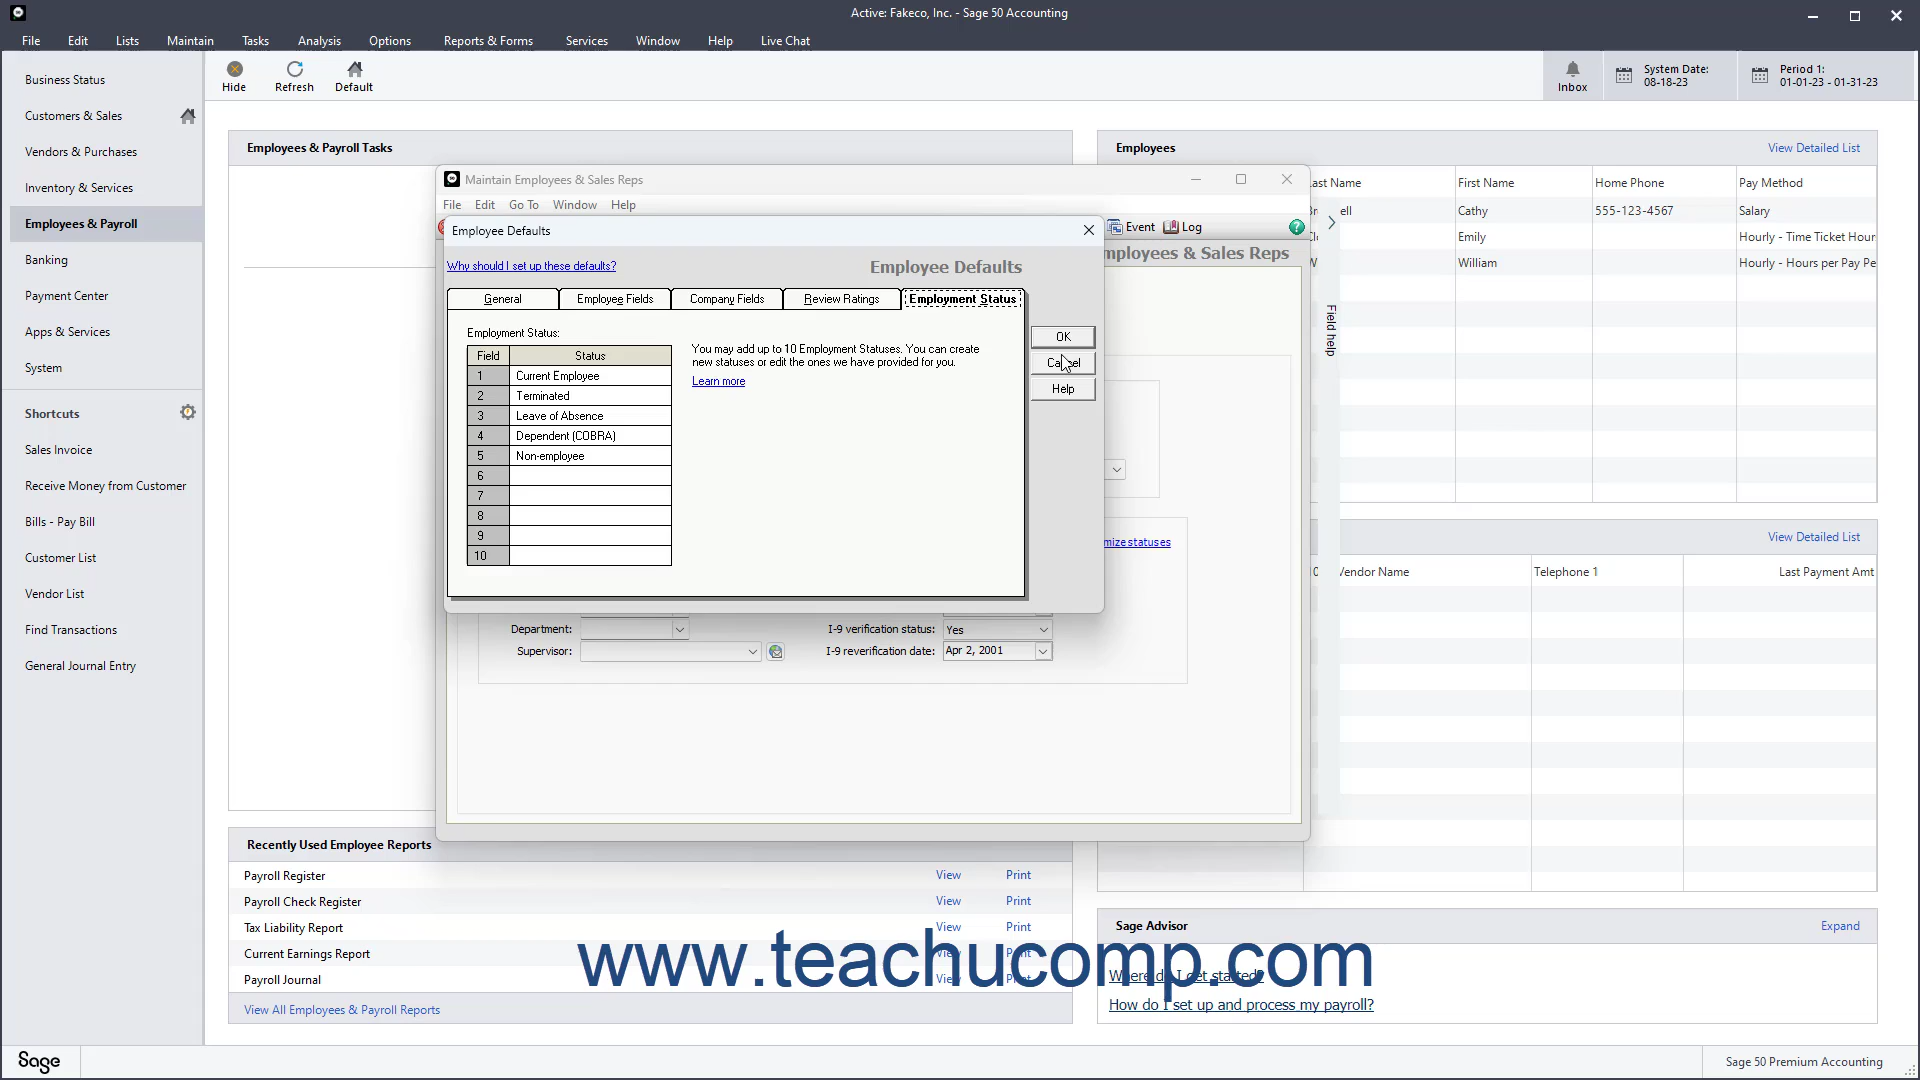 Active: Fakeco, Inc. - Sage 50 Accounting
File Edit Lists Maintain Tasks Analysis Options Reports & Forms Services Window Help Live Chat
Business Status
Customers & Sales
Vendors & Purchases
Inventory & Services
Employees & Payroll
Banking
Payment Center
Apps & Services
System
Shortcuts
Sales Invoice
Receive Money from Customer
Bills - Pay Bill
Customer List
Vendor List
Find Transactions
General Journal Entry
Hide Refresh Default
Inbox
System Date:
08-18-23
Period 1:
01-01-23 - 01-31-23
Employees & Payroll Tasks
Maintain Employees & Sales Reps
File Edit Go To Window Help
Event Log
mployees & Sales Reps
Field help
Employee Defaults
Why should I set up these defaults?
Employee Defaults
General Employee Fields Company Fields Review Ratings Employment Status
Employment Status:
Field Status
1 Current Employee
2 Terminated
3 Leave of Absence
4 Dependent (COBRA)
5 Non-employee
6
7
8
9
10
You may add up to 10 Employment Statuses. You can create
new statuses or edit the ones we have provided for you.
Learn more
OK
Cancel
Help
mize statuses
Department:
I-9 verification status: Yes
Supervisor:
I-9 reverification date: Apr 2, 2001
Employees View Detailed List
ast Name First Name Home Phone Pay Method
ell Cathy 555-123-4567 Salary
Emily Hourly - Time Ticket Hour
William Hourly - Hours per Pay Pe
View Detailed List
Vendor Name Telephone 1 Last Payment Amt
Recently Used Employee Reports
Payroll Register View Print
Payroll Check Register View Print
Tax Liability Report View Print
Current Earnings Report View Print
Payroll Journal View Print
View All Employees & Payroll Reports
Sage Advisor Expand
Where do I get started?
How do I set up and process my payroll?
www.teachucomp.com
Sage
Sage 50 Premium Accounting